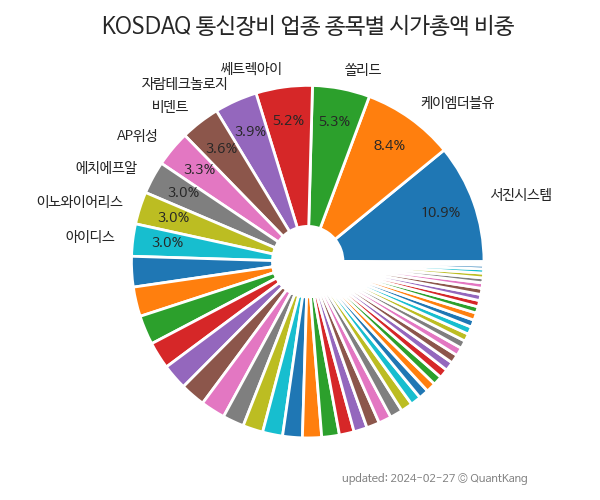 KOSDAQ 통신장비 업종 종목별 시가총액 비중
서진시스템
10.9%
케이엠더블유
8.4%
쏠리드
5.3%
쎄트렉아이
5.2%
자람테크놀로지
3.9%
비덴트
3.6%
AP위성
3.3%
에치에프알
3.0%
이노와이어리스
3.0%
아이디스
3.0%
updated: 2024-02-27 © QuantKang